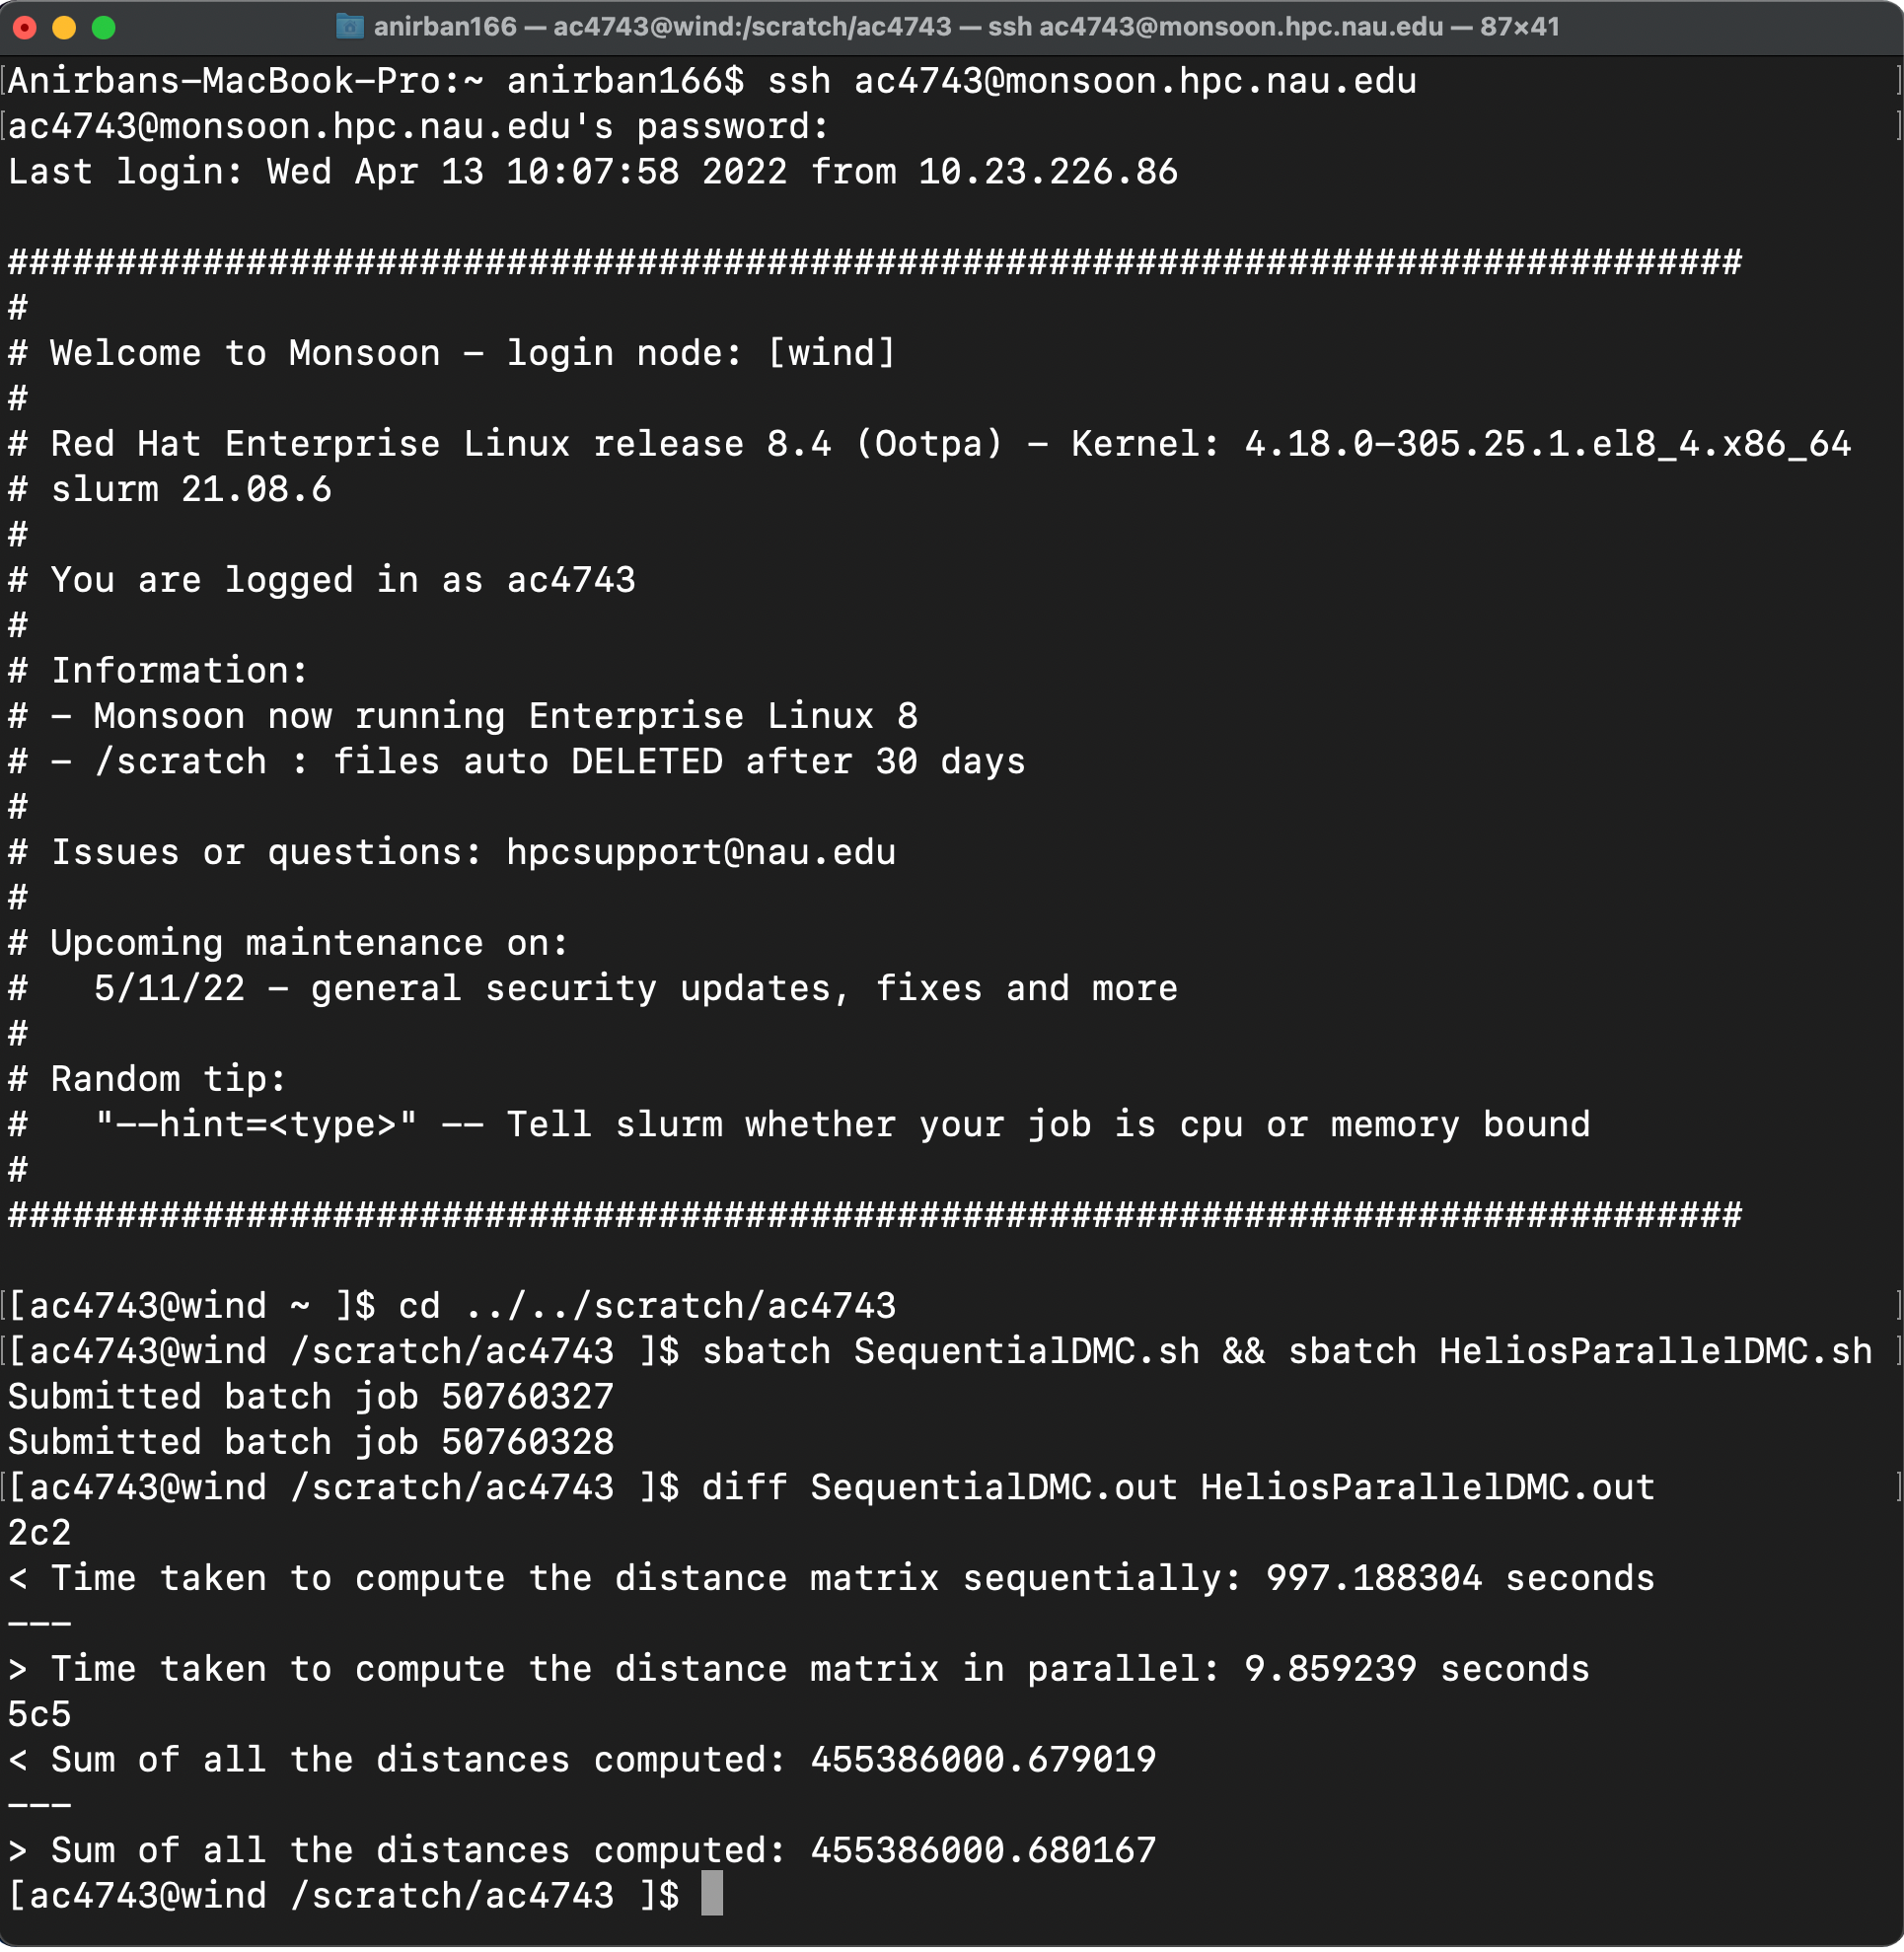 anirban166 — ac4743@wind:/scratch/ac4743 — ssh ac4743@monsoon.hpc.nau.edu — 87×41
[Anirbans-MacBook-Pro:~ anirban166$ ssh ac4743@monsoon.hpc.nau.edu ]
[ac4743@monsoon.hpc.nau.edu's password: ]
Last login: Wed Apr 13 10:07:58 2022 from 10.23.226.86
################################################################################
#
# Welcome to Monsoon - login node: [wind]
#
# Red Hat Enterprise Linux release 8.4 (Ootpa) - Kernel: 4.18.0-305.25.1.el8_4.x86_64
# slurm 21.08.6
#
# You are logged in as ac4743
#
# Information:
# - Monsoon now running Enterprise Linux 8
# - /scratch : files auto DELETED after 30 days
#
# Issues or questions: hpcsupport@nau.edu
#
# Upcoming maintenance on:
#   5/11/22 - general security updates, fixes and more
#
# Random tip:
#   "--hint=<type>" -- Tell slurm whether your job is cpu or memory bound
#
################################################################################
[[ac4743@wind ~ ]$ cd ../../scratch/ac4743 ]
[[ac4743@wind /scratch/ac4743 ]$ sbatch SequentialDMC.sh && sbatch HeliosParallelDMC.sh ]
Submitted batch job 50760327
Submitted batch job 50760328
[[ac4743@wind /scratch/ac4743 ]$ diff SequentialDMC.out HeliosParallelDMC.out ]
2c2
< Time taken to compute the distance matrix sequentially: 997.188304 seconds
---
> Time taken to compute the distance matrix in parallel: 9.859239 seconds
5c5
< Sum of all the distances computed: 455386000.679019
---
> Sum of all the distances computed: 455386000.680167
[ac4743@wind /scratch/ac4743 ]$